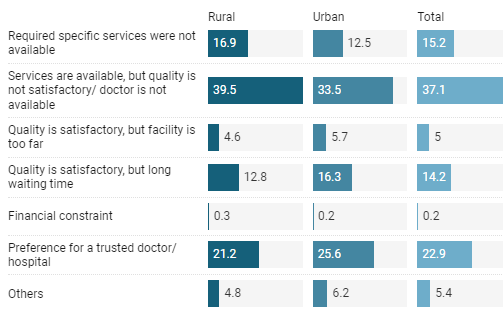 Rural Urban Total
Required specific services were not
available
16.9 12.5 15.2
Services are available, but quality is
not satisfactory/ doctor is not
available
39.5 33.5 37.1
Quality is satisfactory, but facility is
too far
4.6 5.7 5
Quality is satisfactory, but long
waiting time
12.8 16.3 14.2
Financial constraint
0.3 0.2 0.2
Preference for a trusted doctor/
hospital
21.2 25.6 22.9
Others
4.8 6.2 5.4